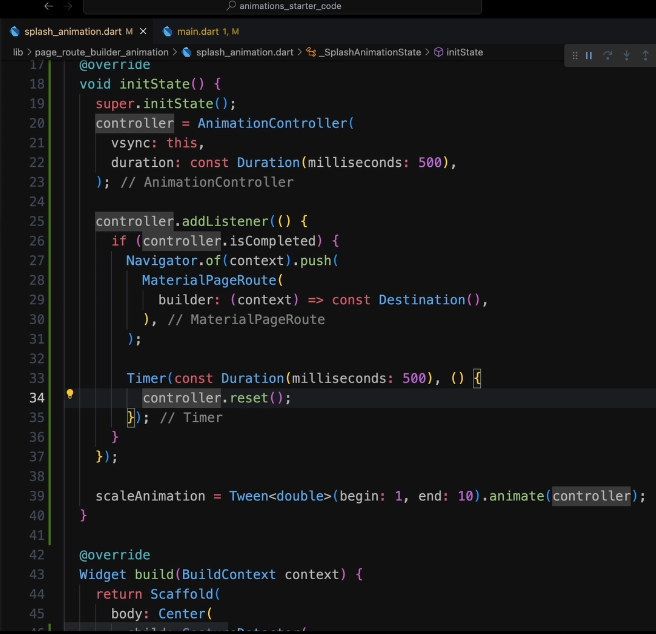 animations_starter_code
splash_animation.dart M
main.dart 1, M
lib > page_route_builder_animation > splash_animation.dart > _SplashAnimationState > initState
17 @override
18 void initState() {
19 super.initState();
20 controller = AnimationController(
21 vsync: this,
22 duration: const Duration(milliseconds: 500),
23 ); // AnimationController
24
25 controller.addListener(() {
26 if (controller.isCompleted) {
27 Navigator.of(context).push(
28 MaterialPageRoute(
29 builder: (context) => const Destination(),
30 ), // MaterialPageRoute
31 );
32
33 Timer(const Duration(milliseconds: 500), () {
34 controller.reset();
35 }); // Timer
36 }
37 });
38
39 scaleAnimation = Tween<double>(begin: 1, end: 10).animate(controller);
40 }
41
42 @override
43 Widget build(BuildContext context) {
44 return Scaffold(
45 body: Center(